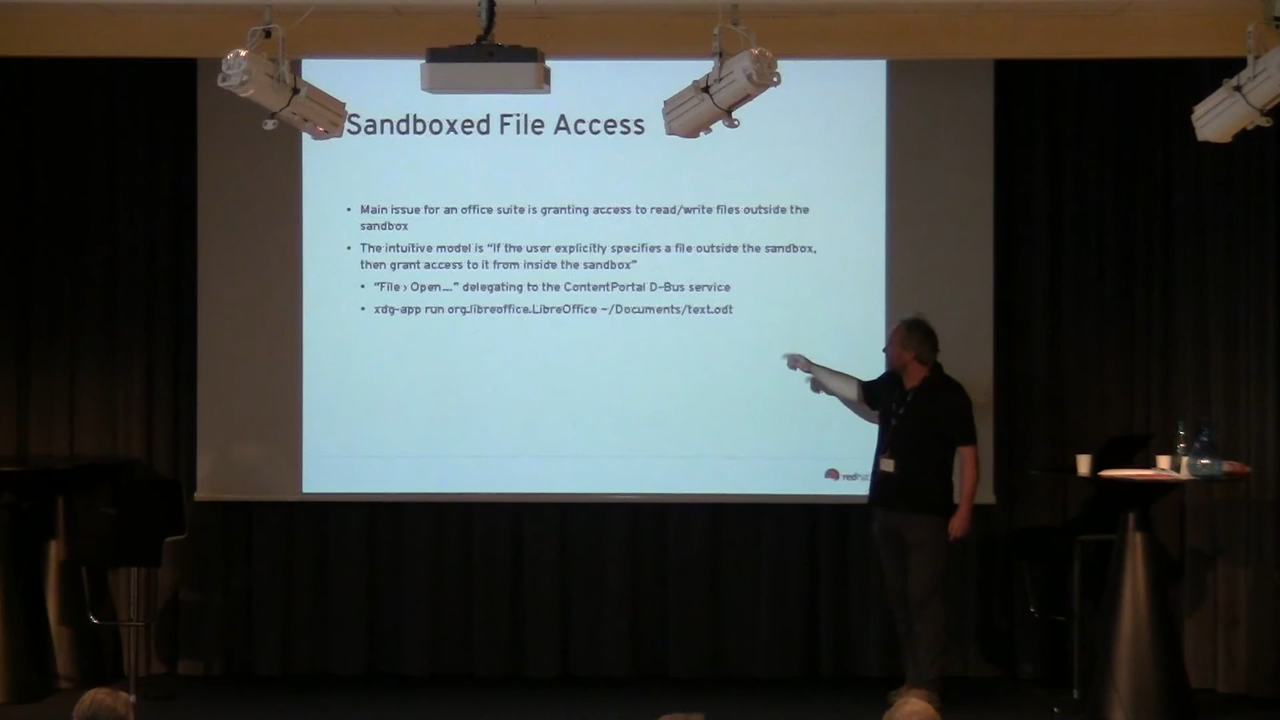 Sandboxed File Access
• Main issue for an office suite is granting access to read/write files outside the
sandbox
• The intuitive model is “If the user explicitly specifies a file outside the sandbox,
then grant access to it from inside the sandbox”
• “File › Open...” delegating to the ContentPortal D-Bus service
• xdg-app run org.libreoffice.LibreOffice ~/Documents/text.odt
redhat